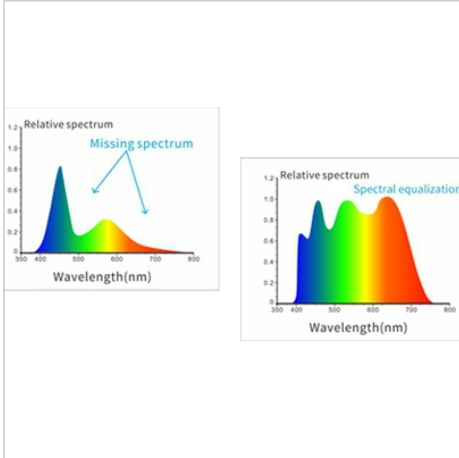 Relative spectrum
Missing spectrum
1.2
1.0
0.8
0.6
0.4
0.2
0
350 400 500 600 700 800
Wavelength(nm)
Relative spectrum
Spectral equalization
1.2
1.0
0.8
0.6
0.4
0.2
0
350 400 500 600 700 800
Wavelength(nm)